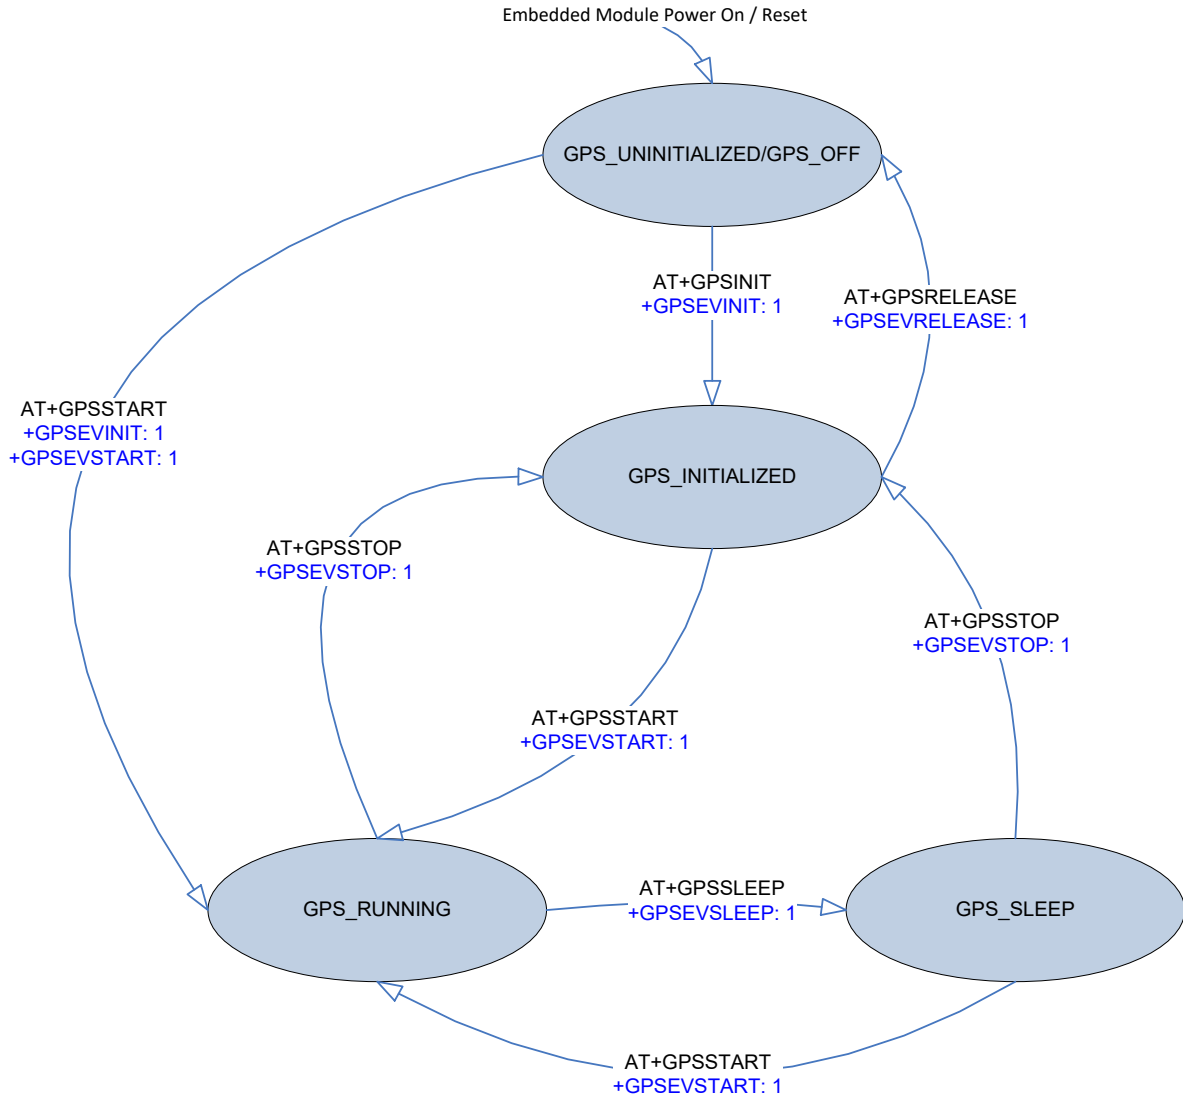 Embedded Module Power On / Reset
GPS_UNINITIALIZED/GPS_OFF
AT+GPSINIT
+GPSEVINIT: 1
AT+GPSRELEASE
+GPSEVRELEASE: 1
AT+GPSSTART
+GPSEVINIT: 1
+GPSEVSTART: 1
GPS_INITIALIZED
AT+GPSSTOP
+GPSEVSTOP: 1
AT+GPSSTOP
+GPSEVSTOP: 1
AT+GPSSTART
+GPSEVSTART: 1
GPS_RUNNING
AT+GPSSLEEP
+GPSEVSLEEP: 1
GPS_SLEEP
AT+GPSSTART
+GPSEVSTART: 1